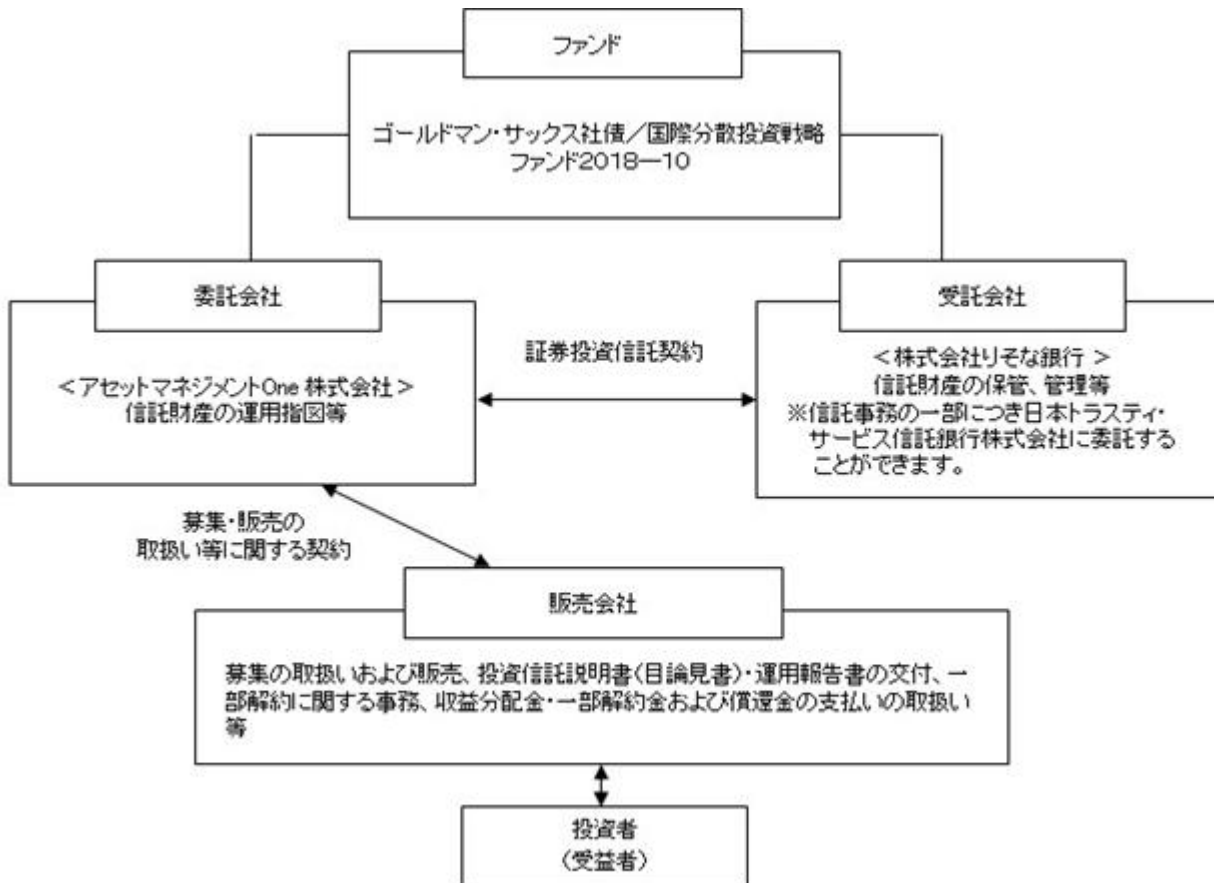 ファンド
ゴールドマン・サックス社債／国際分散投資戦略
ファンド2018―10
委託会社
受託会社
＜アセットマネジメントOne 株式会社＞
信託財産の運用指図等
証券投資信託契約
＜株式会社りそな銀行＞
信託財産の保管、管理等
※信託事務の一部につき日本トラスティ・
サービス信託銀行株式会社に委託する
ことができます。
募集・販売の
取扱い等に関する契約
販売会社
募集の取扱いおよび販売、投資信託説明書(目論見書)・運用報告書の交付、一
部解約に関する事務、収益分配金・一部解約金および償還金の支払いの取扱い
等
投資者
（受益者）